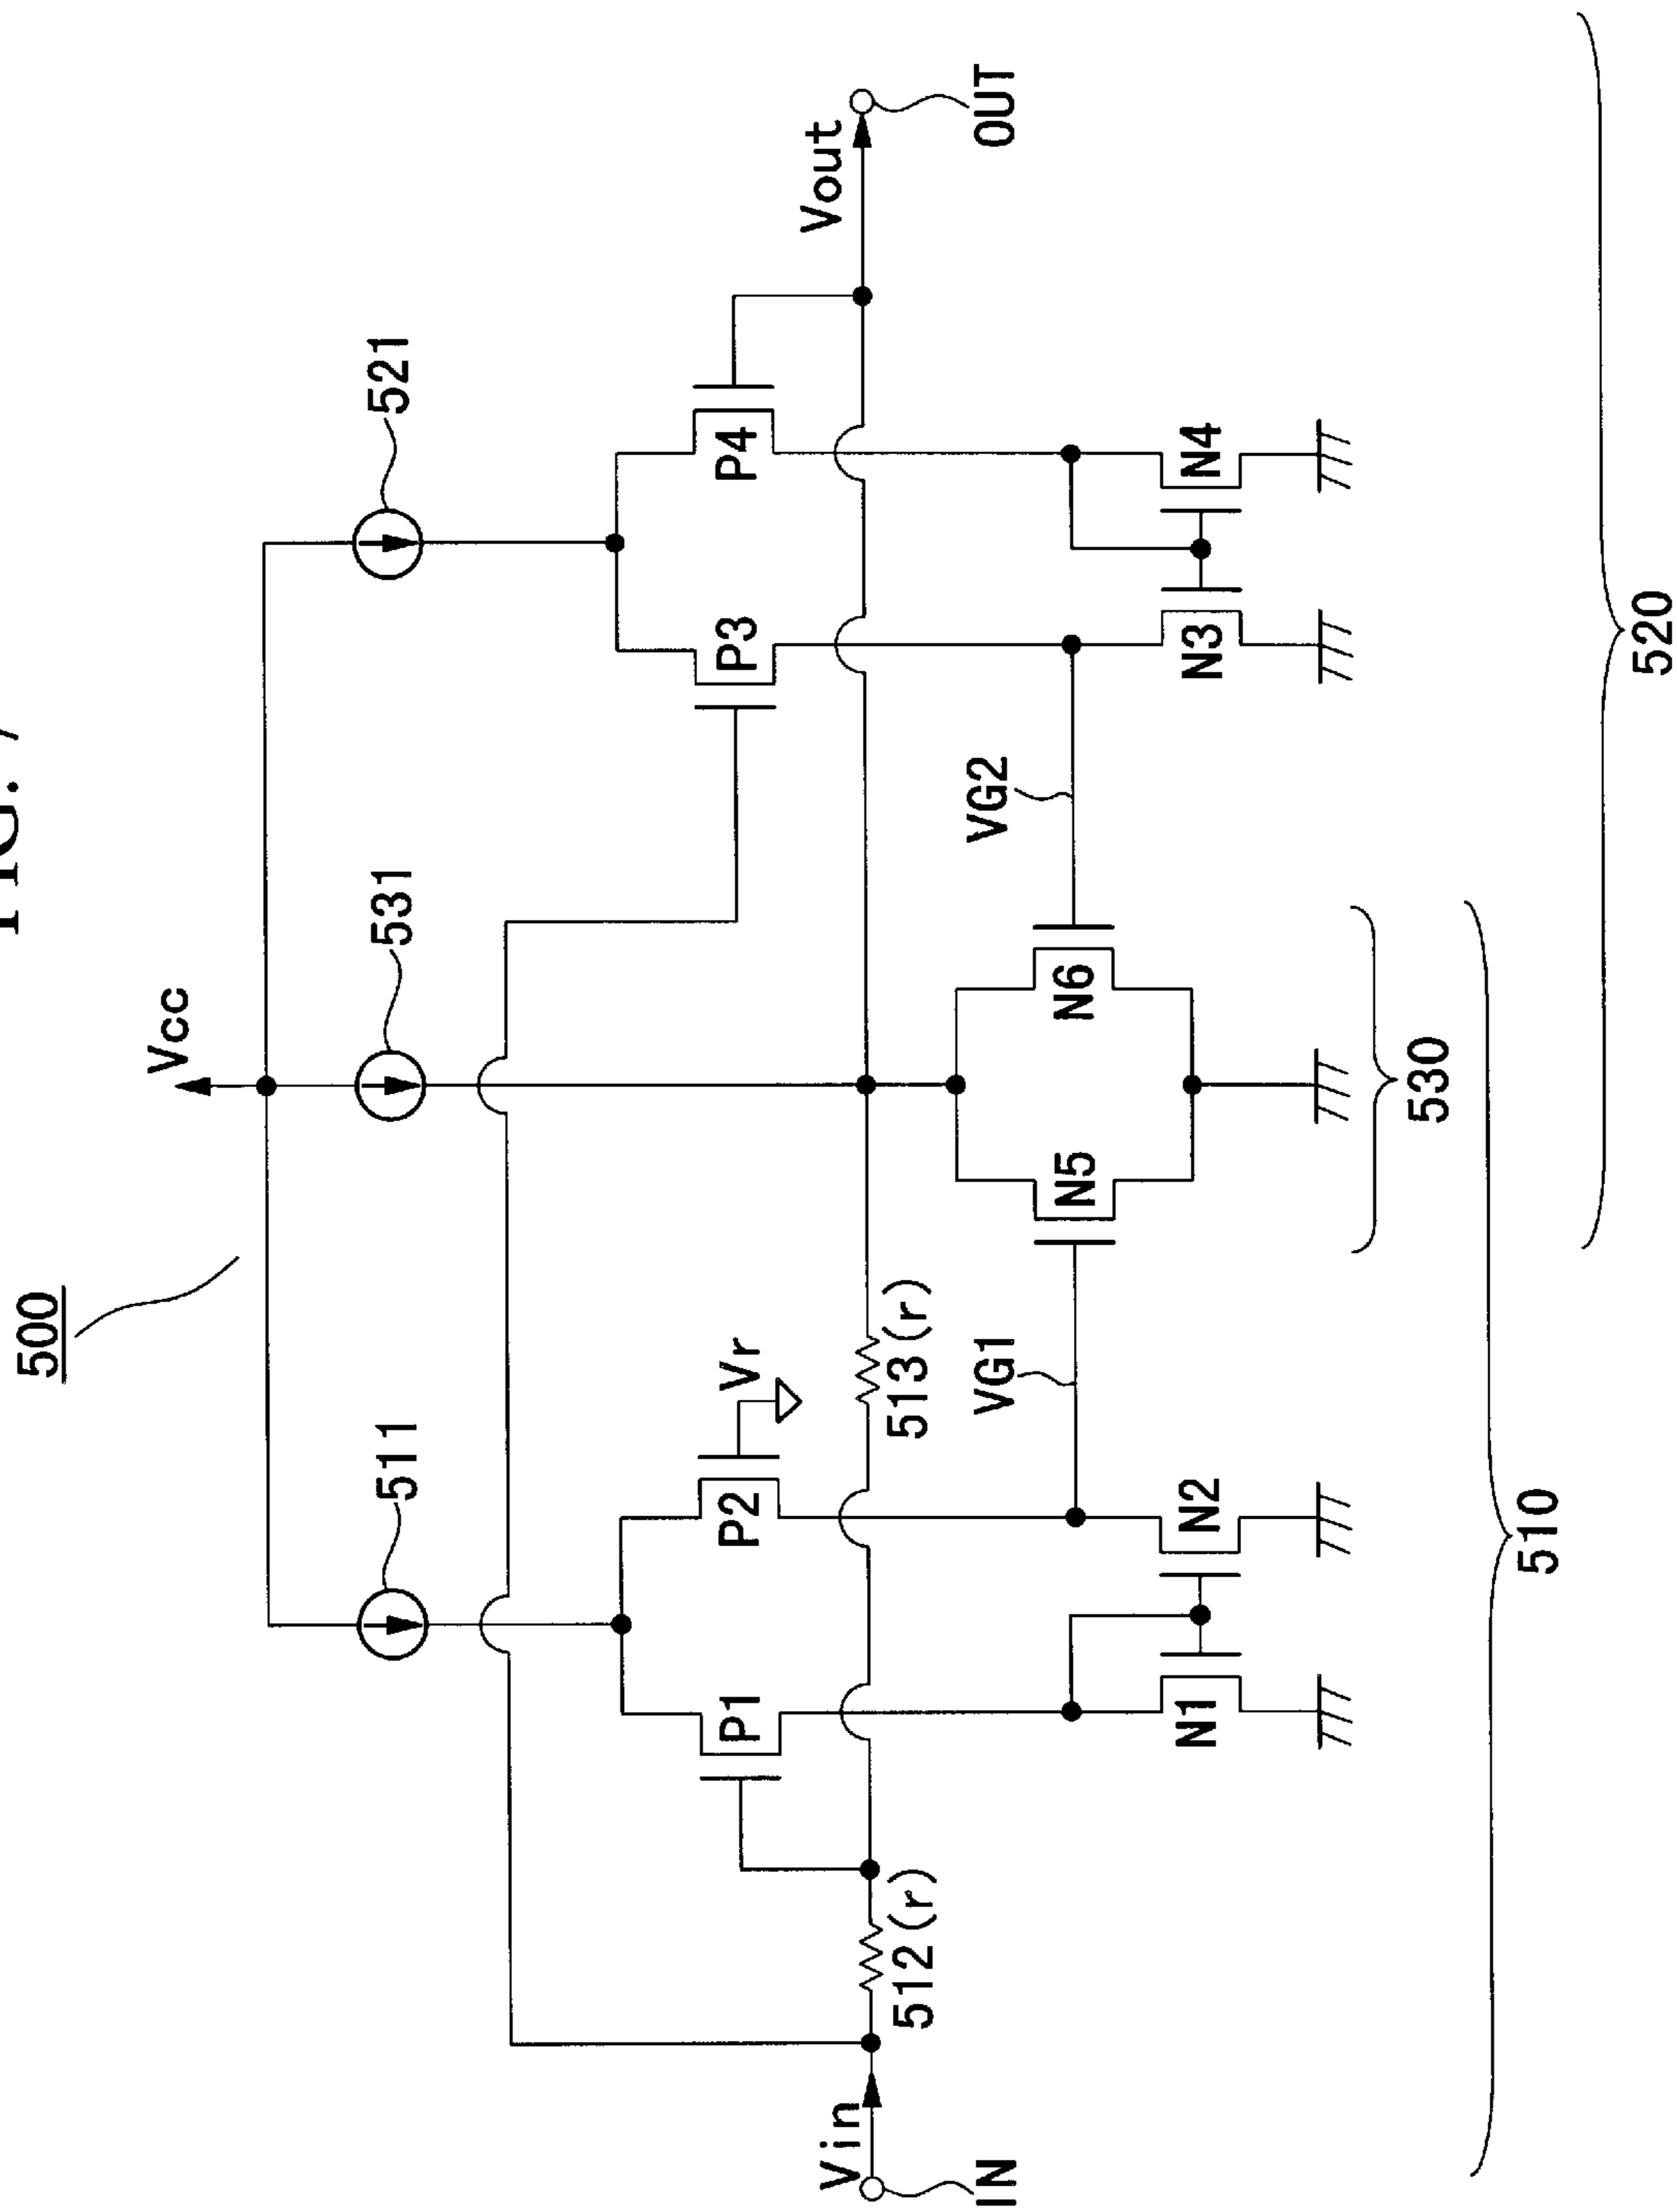 FIG. 7
500
Vcc
511
531
521
P1
P2
Vr
P3
P4
Vin
IN
512(r)
513(r)
Vout
OUT
VG1
VG2
N1
N2
N5
N6
N3
N4
530
510
520